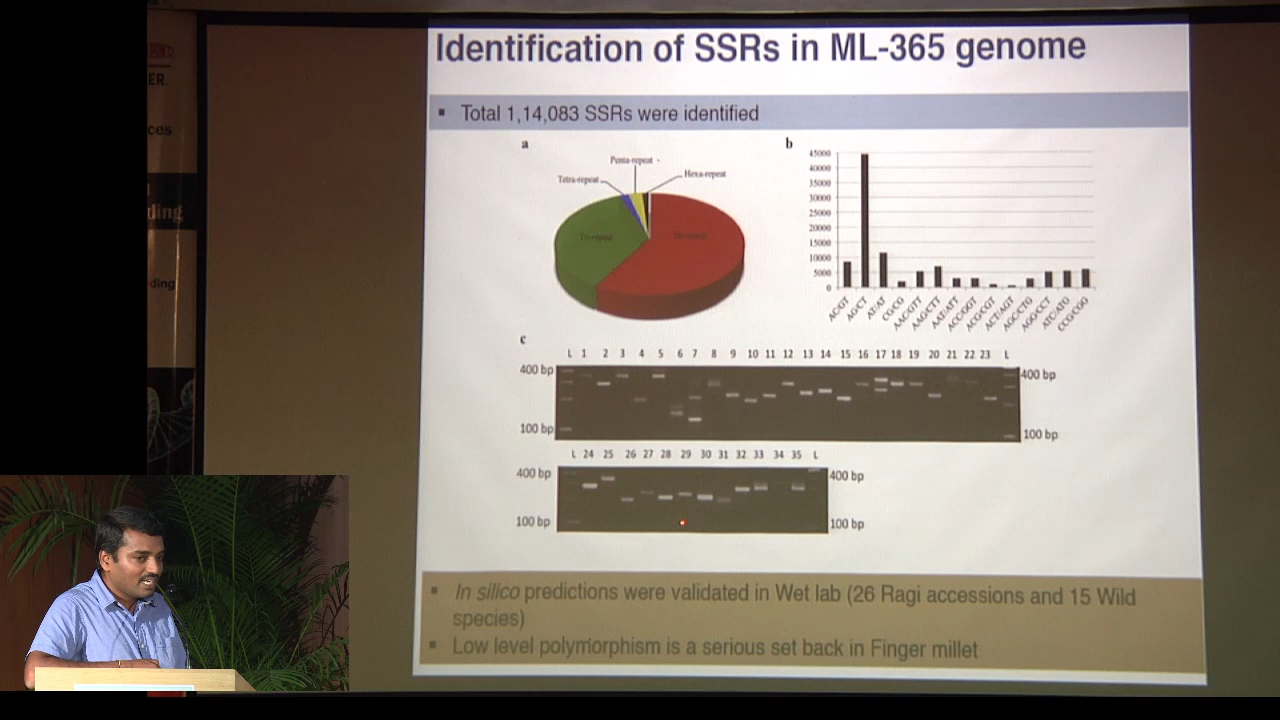 Identification of SSRs in ML-365 genome
▪ Total 1,14,083 SSRs were identified
a
Penta-repeat
Tetra-repeat
Hexa-repeat
Tri-repeat
b
45000
40000
35000
30000
25000
20000
15000
10000
5000
0
AC/GT AG/CT AT/AT CG/CG AAC/GTT AAG/CTT AAT/ATT ACC/GGT ACG/CGT ACT/AGT AGC/CTG AGG/CCT ATC/ATG CCG/CGG
c
L 1 2 3 4 5 6 7 8 9 10 11 12 13 14 15 16 17 18 19 20 21 22 23 L
400 bp 400 bp
100 bp 100 bp
L 24 25 26 27 28 29 30 31 32 33 34 35 L
400 bp 400 bp
100 bp 100 bp
▪ In silico predictions were validated in Wet lab (26 Ragi accessions and 15 Wild
species)
▪ Low level polymorphism is a serious set back in Finger millet
ER
ces
ding
ding